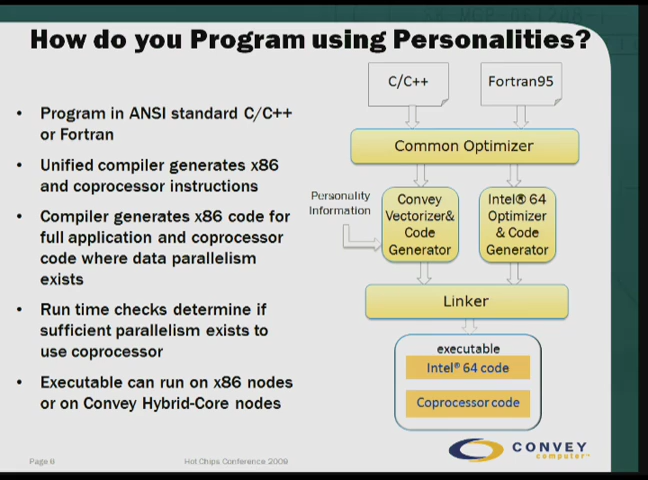 How do you Program using Personalities?
• Program in ANSI standard C/C++
or Fortran
• Unified compiler generates x86
and coprocessor instructions
• Compiler generates x86 code for
full application and coprocessor
code where data parallelism
exists
• Run time checks determine if
sufficient parallelism exists to
use coprocessor
• Executable can run on x86 nodes
or on Convey Hybrid-Core nodes
C/C++
Fortran95
Common Optimizer
Personality
Information
Convey
Vectorizer&
Code
Generator
Intel® 64
Optimizer
& Code
Generator
Linker
executable
Intel® 64 code
Coprocessor code
Hot Chips Conference 2009
CONVEY
computer™